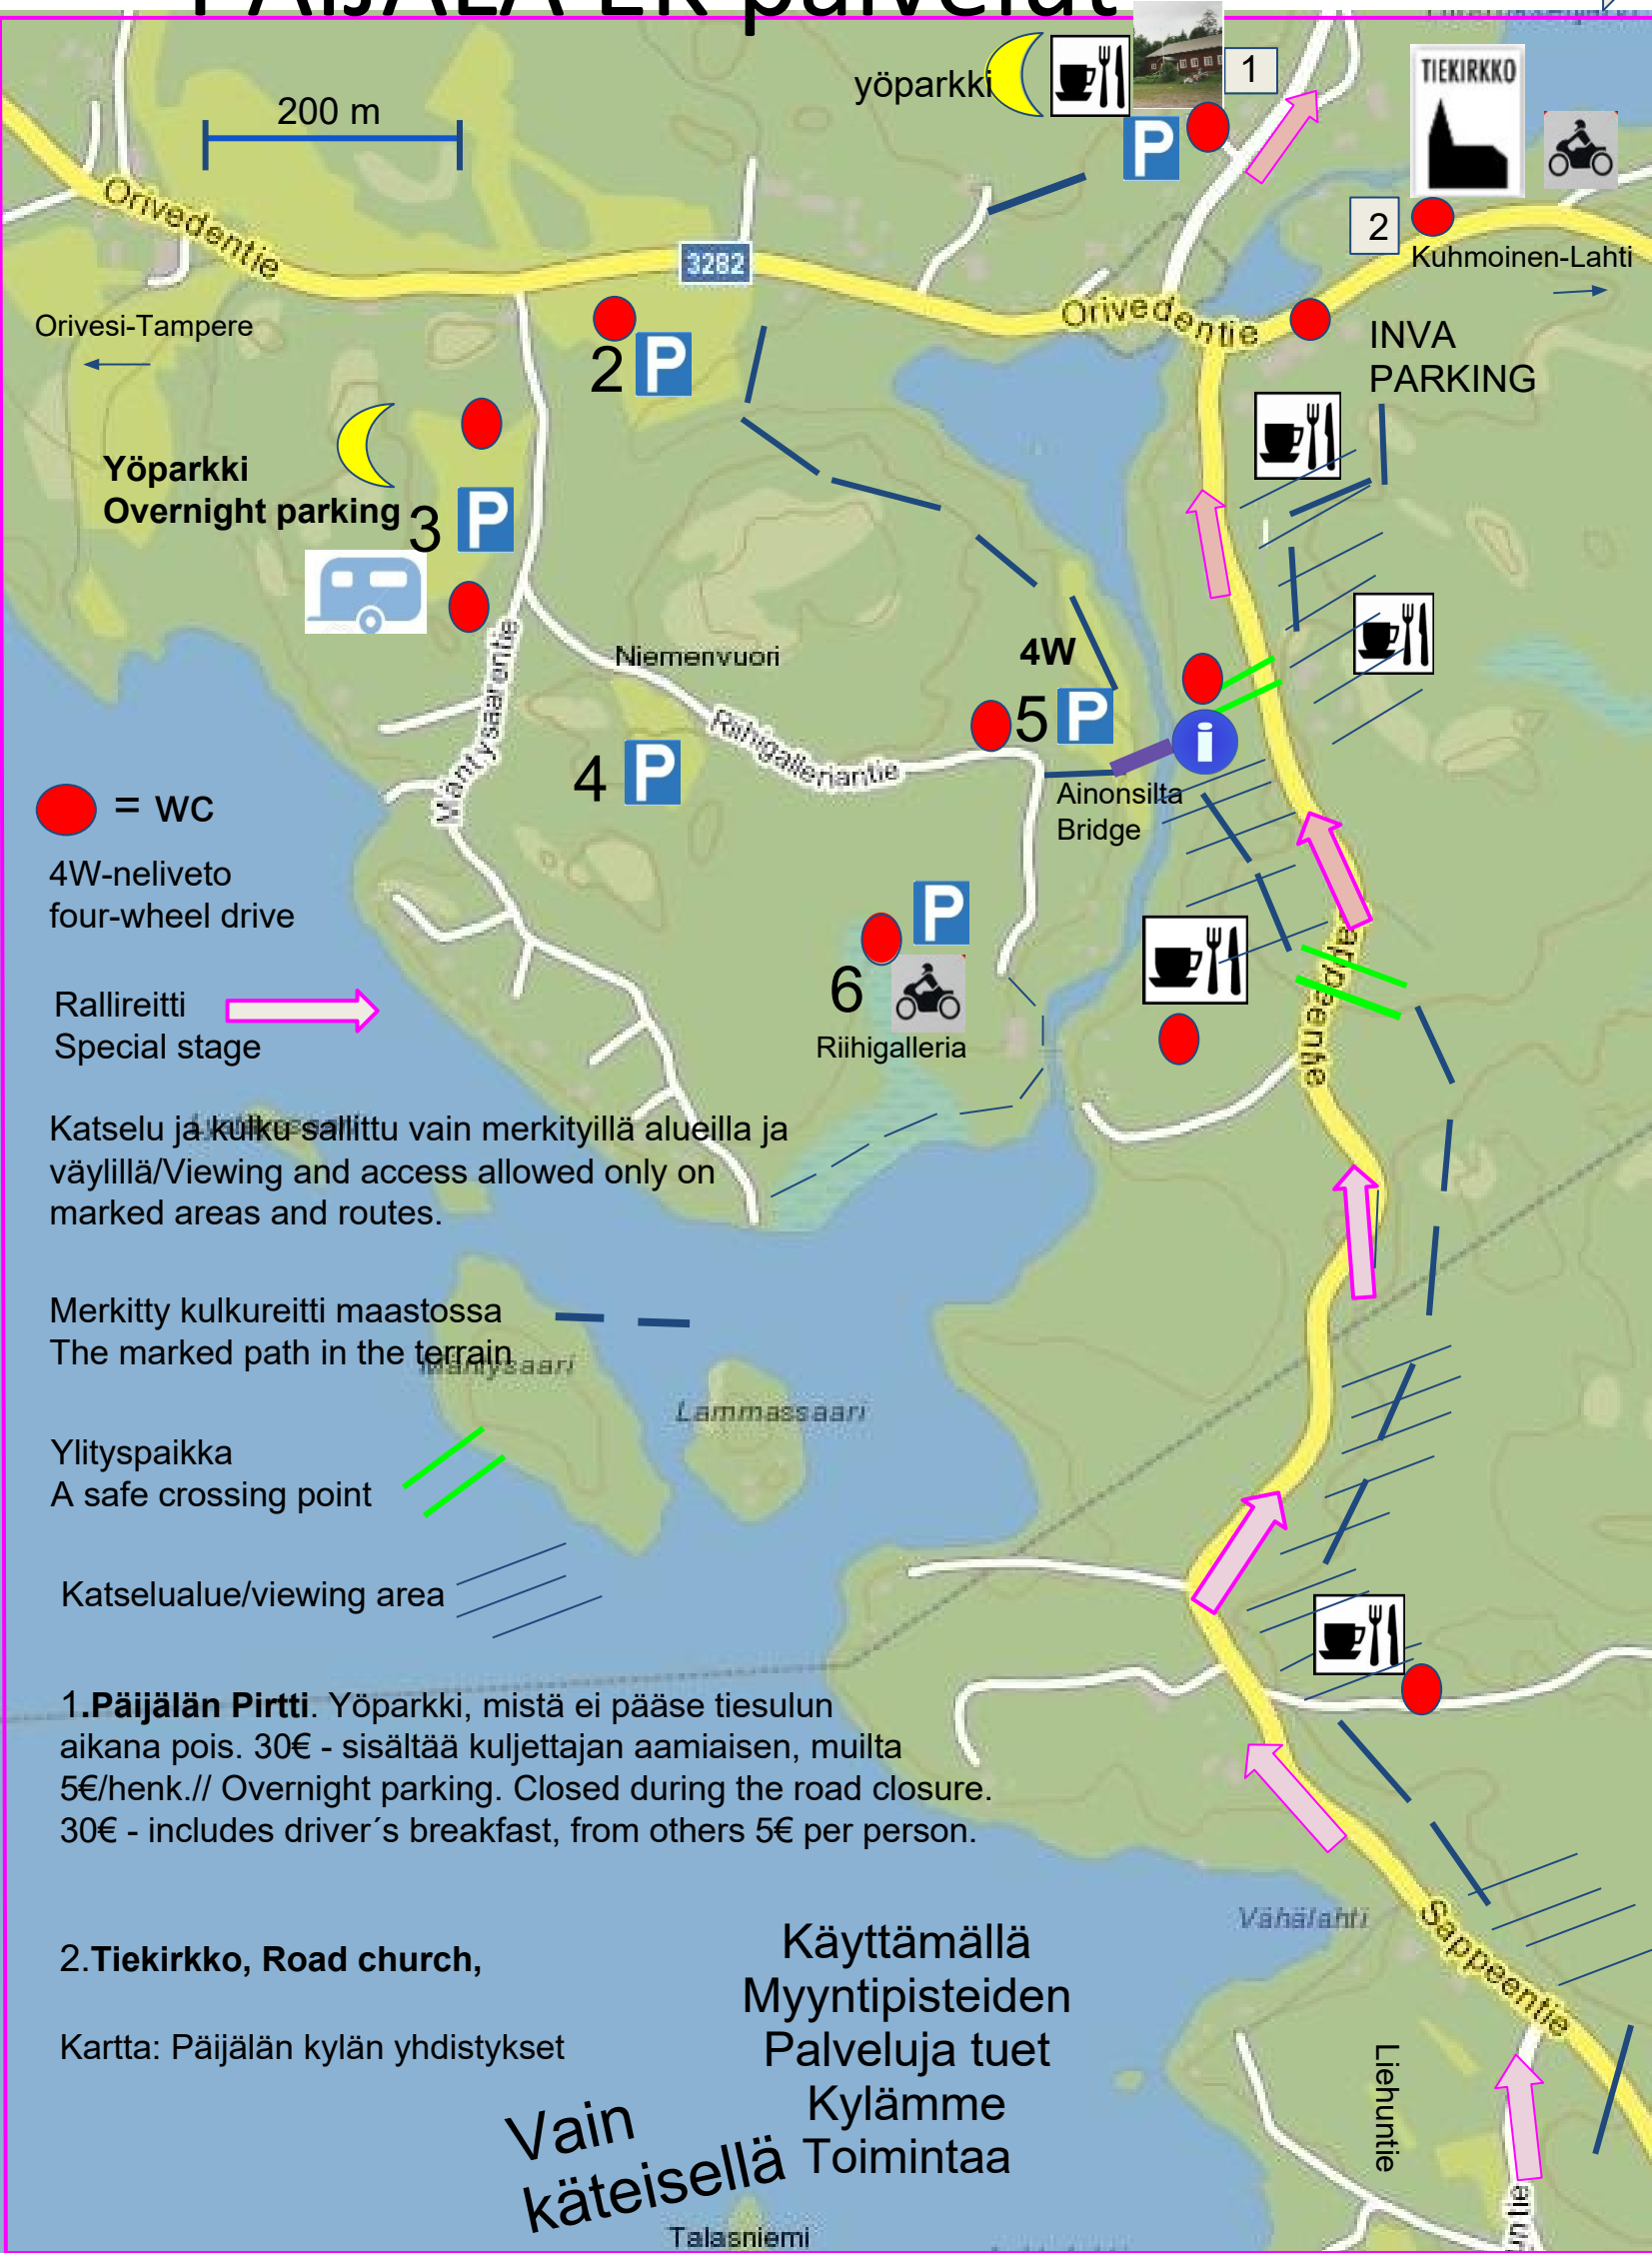 PÄIJÄLÄ EK palvelut
yöparkki
1
TIEKIRKKO
P
200 m
2
Kuhmoinen-Lahti
Orivedentie
3282
Orivedentie
Orivesi-Tampere
INVA
PARKING
2 P
Yöparkki
Overnight parking
3 P
Niemenvuori
4W
5 P
i
Mäntysaarentie
Riihigalleriantie
4 P
Ainonsilta
Bridge
= wc
4W-neliveto
four-wheel drive
P
6
Riihigalleria
Rallireitti
Special stage
Katselu ja kulku sallittu vain merkityillä alueilla ja
väylillä/Viewing and access allowed only on
marked areas and routes.
Merkitty kulkureitti maastossa
The marked path in the terrain
Mäntysaari
Lammassaari
Ylityspaikka
A safe crossing point
Katselualue/viewing area
1.Päijälän Pirtti. Yöparkki, mistä ei pääse tiesulun
aikana pois. 30€ - sisältää kuljettajan aamiaisen, muilta
5€/henk.// Overnight parking. Closed during the road closure.
30€ - includes driver´s breakfast, from others 5€ per person.
Vähälahti
Sappeentie
2.Tiekirkko, Road church,
Käyttämällä
Myyntipisteiden
Palveluja tuet
Kylämme
Toimintaa
Kartta: Päijälän kylän yhdistykset
Liehuntie
Vain
käteisellä
Talasniemi